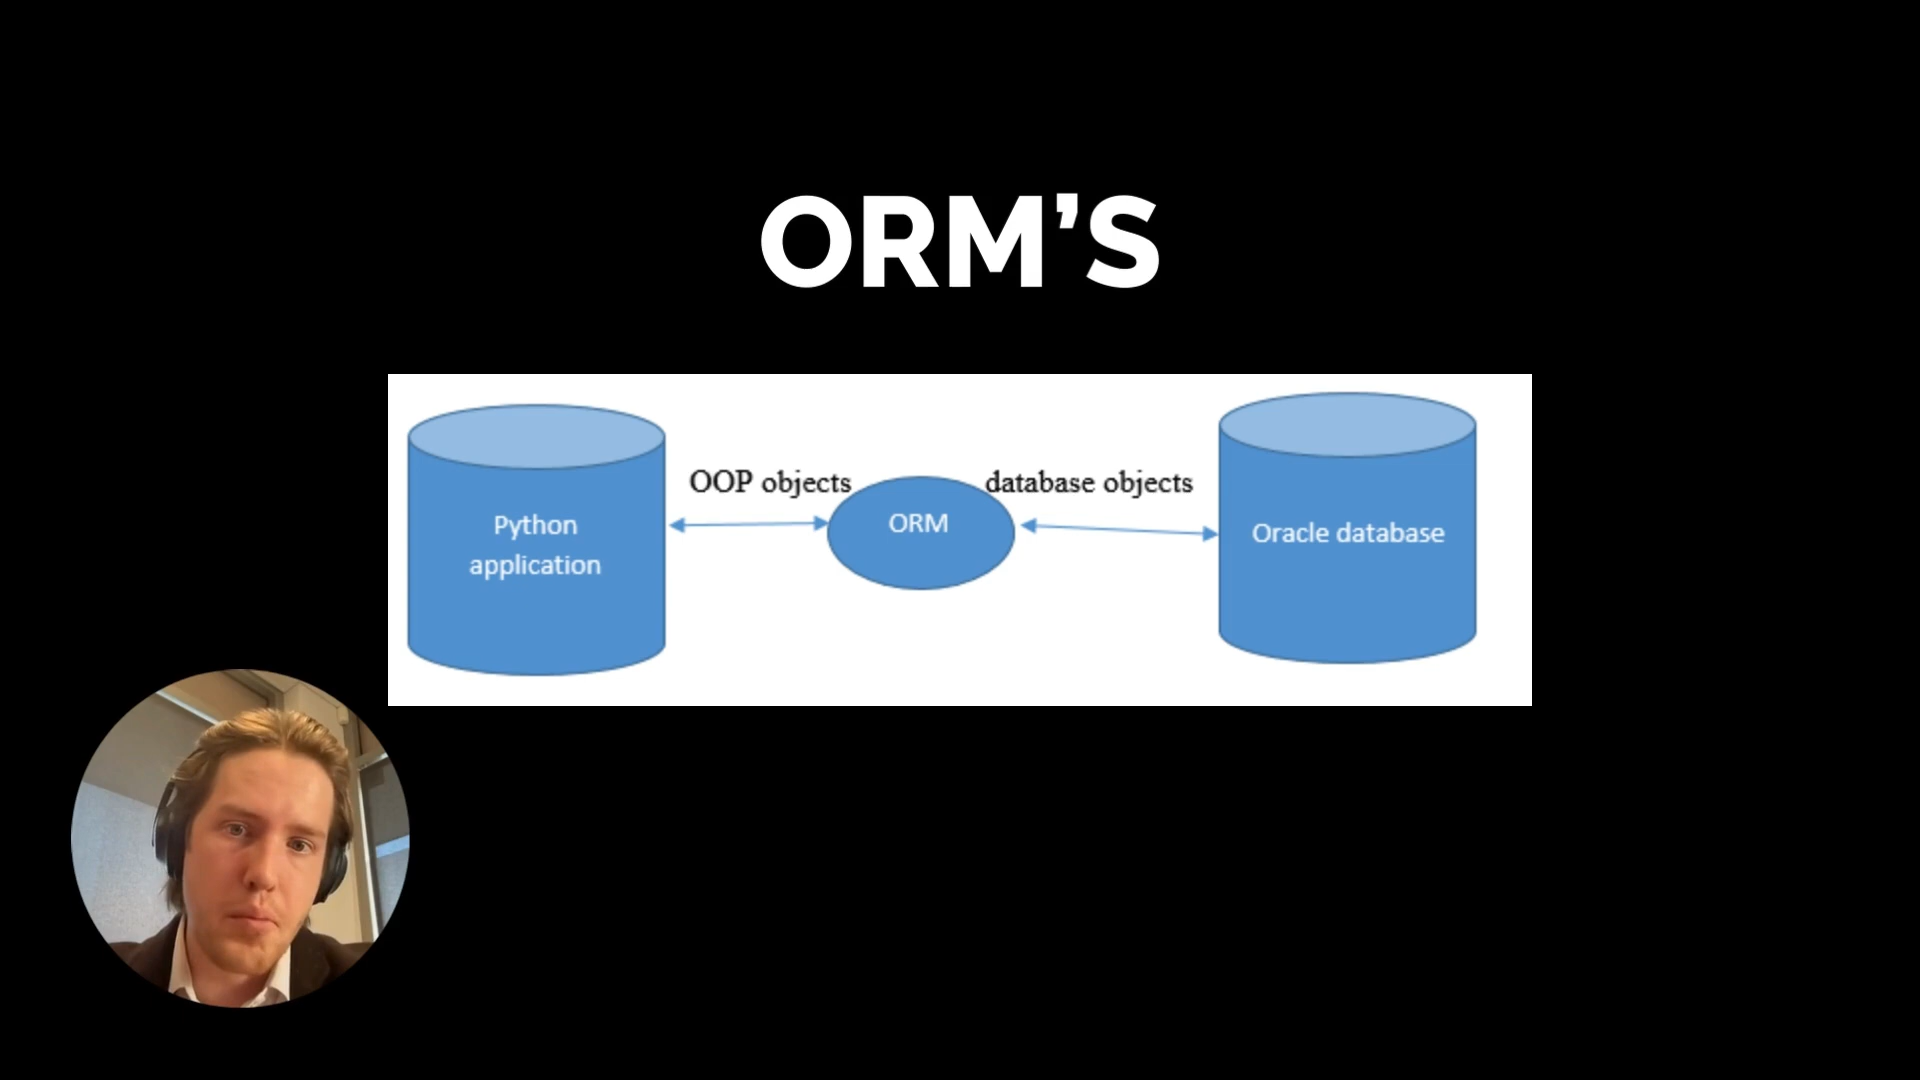 ORM’S
OOP objects
database objects
Python
application
ORM
Oracle database